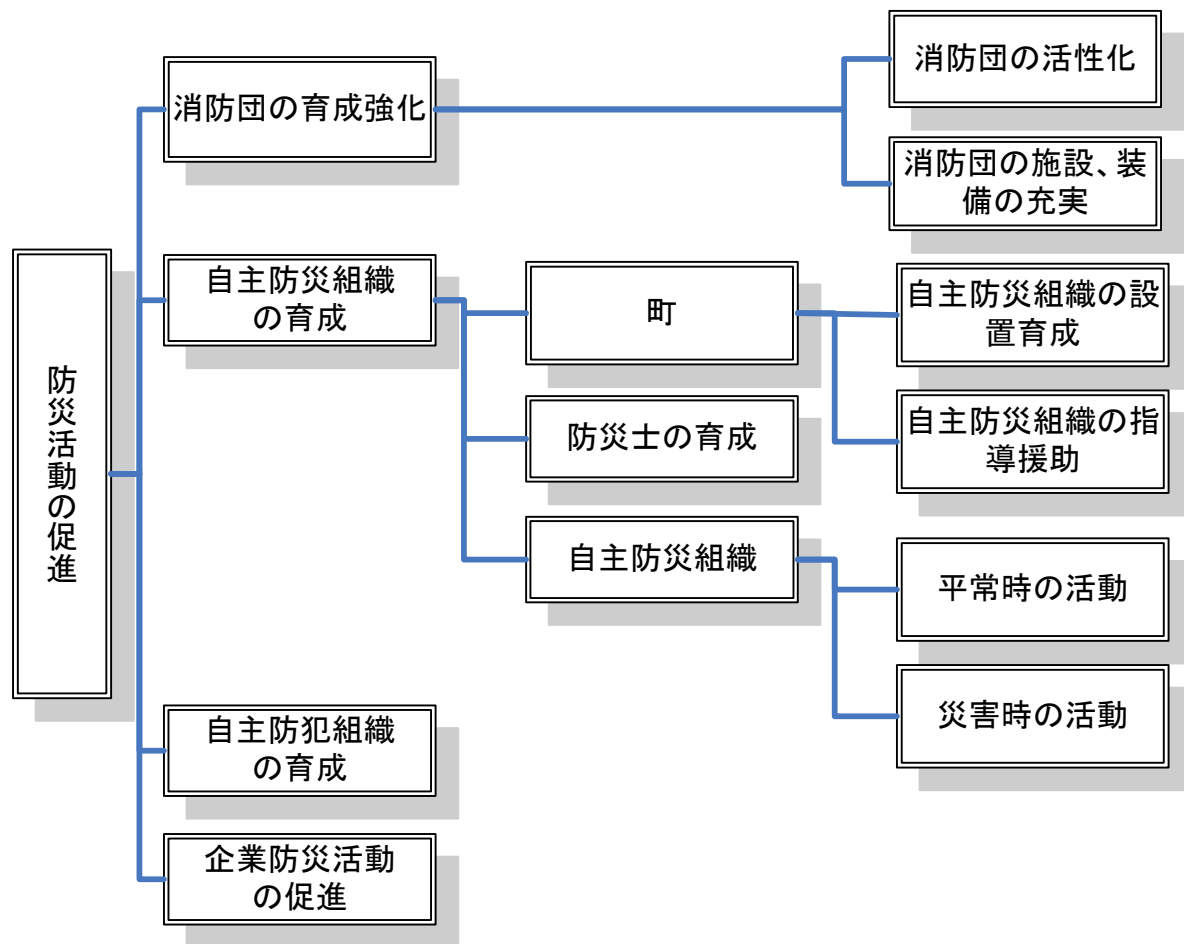 防災活動の促進
消防団の育成強化
消防団の活性化
消防団の施設、装
備の充実
自主防災組織
の育成
町
自主防災組織の設
置育成
自主防災組織の指
導援助
防災士の育成
自主防災組織
平常時の活動
災害時の活動
自主防犯組織
の育成
企業防災活動
の促進